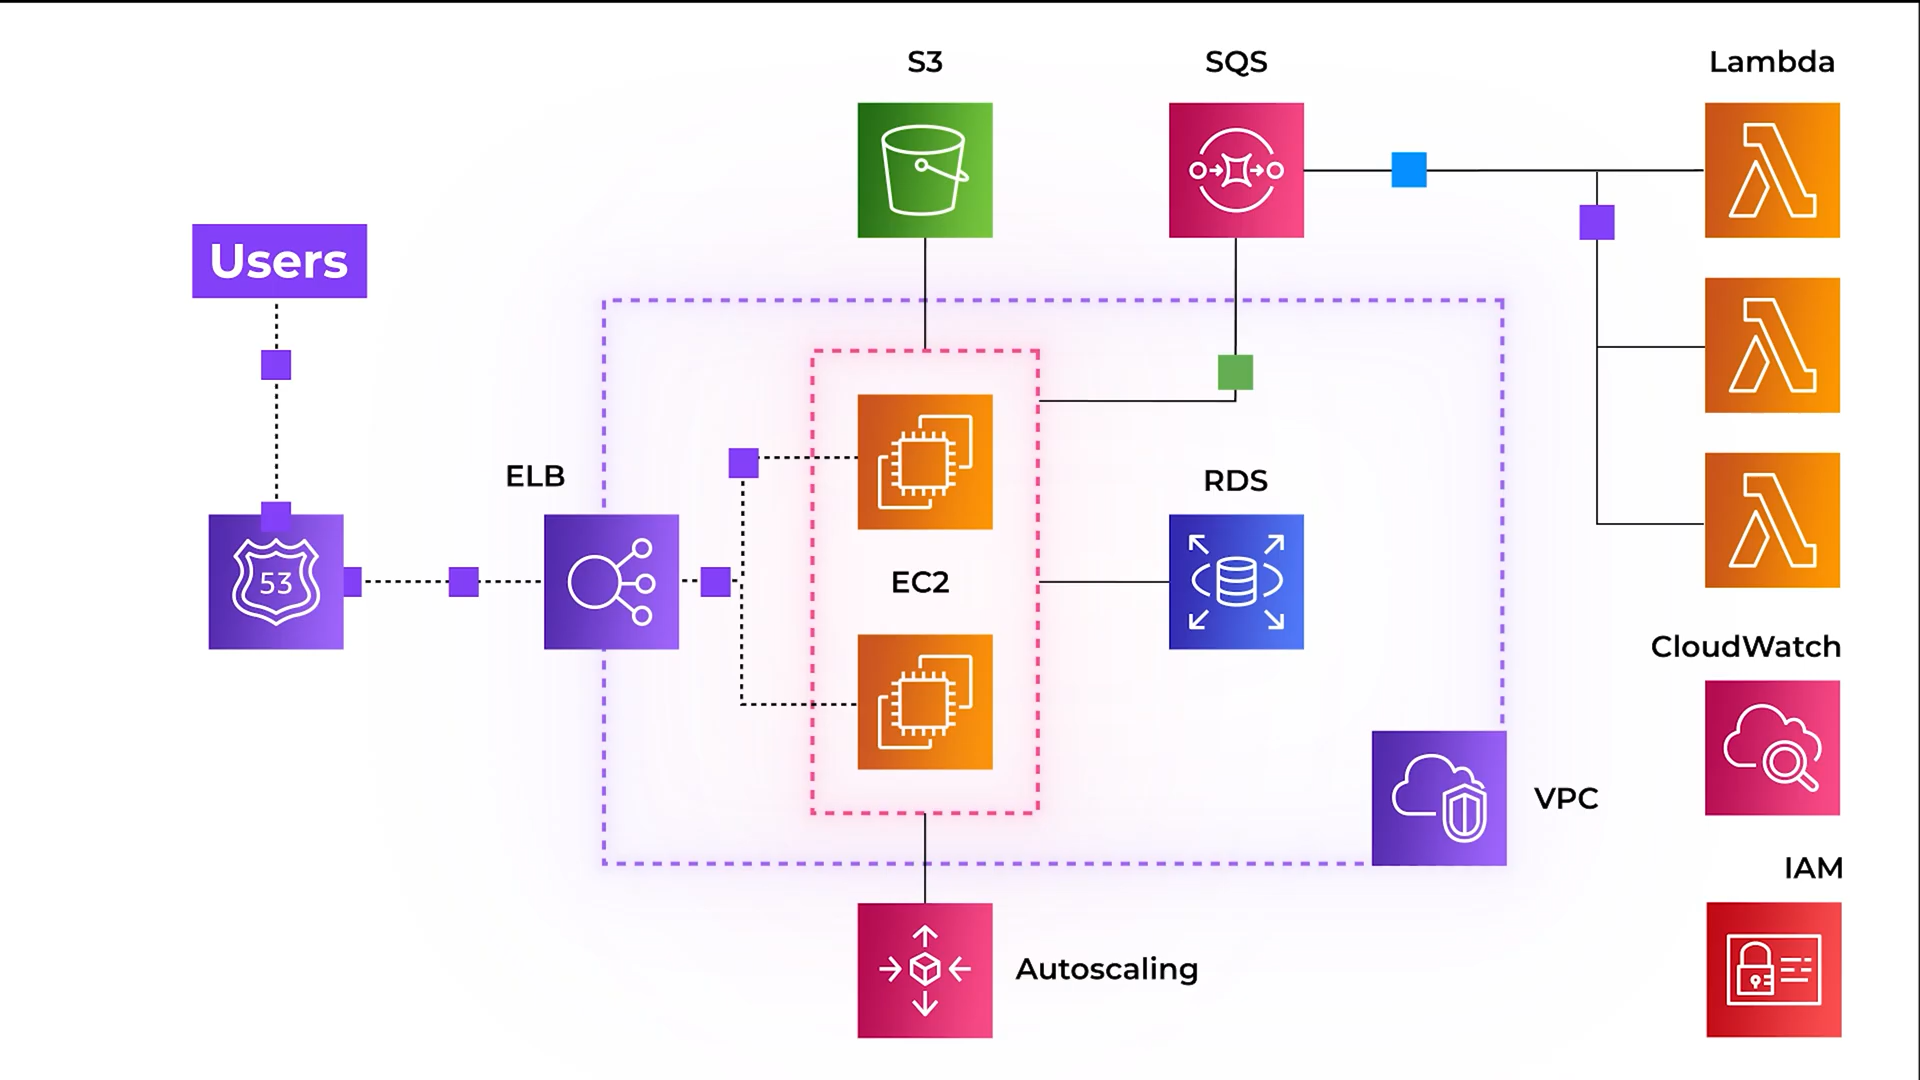 S3
SQS
Lambda
Users
ELB
RDS
53
EC2
CloudWatch
VPC
IAM
Autoscaling